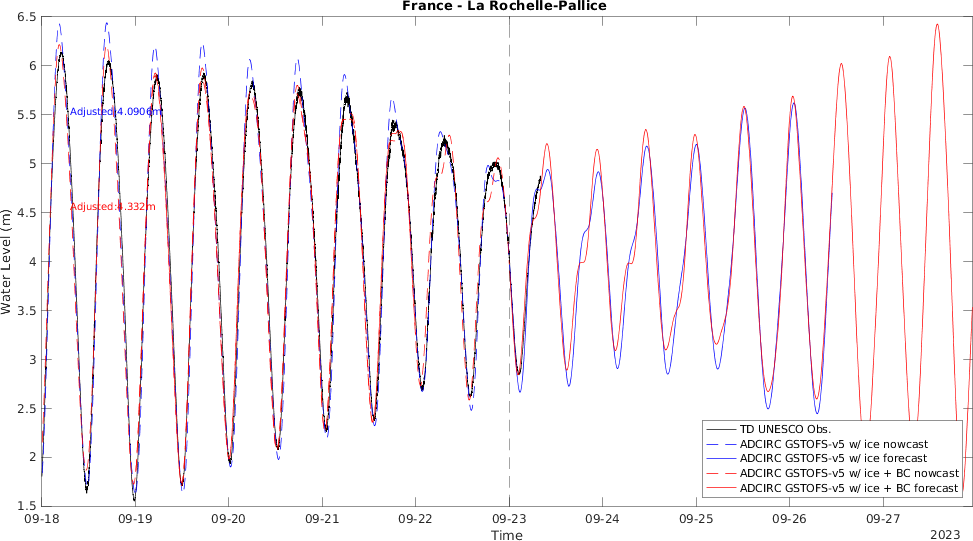 France - La Rochelle-Pallice
6.5
6
5.5
5
4.5
4
3.5
3
2.5
2
1.5
Water Level (m)
Adjusted:4.0906m
Adjusted:4.332m
TD UNESCO Obs.
ADCIRC GSTOFS-v5 w/ ice nowcast
ADCIRC GSTOFS-v5 w/ ice forecast
ADCIRC GSTOFS-v5 w/ ice + BC nowcast
ADCIRC GSTOFS-v5 w/ ice + BC forecast
09-18 09-19 09-20 09-21 09-22 09-23 09-24 09-25 09-26 09-27
Time
2023